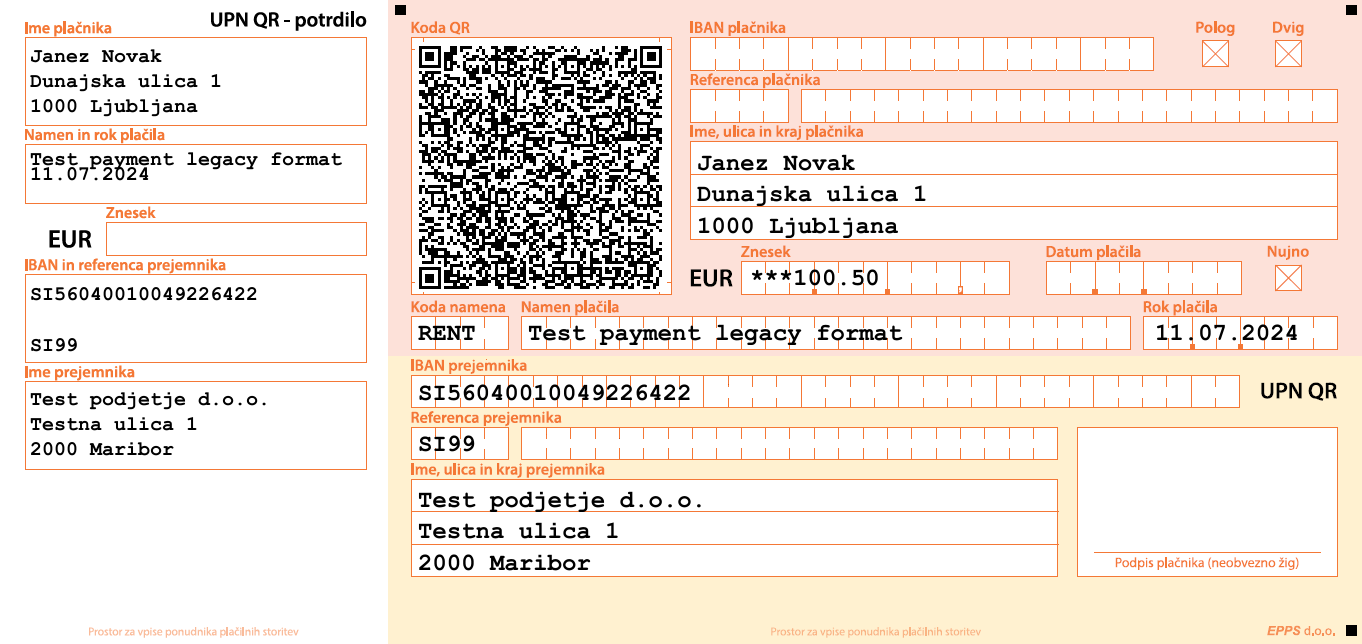 UPN QR - potrdilo
Ime plačnika
Janez Novak
Dunajska ulica 1
1000 Ljubljana
Namen in rok plačila
Test payment legacy format
11.07.2024
Znesek
EUR
IBAN in referenca prejemnika
SI56040010049226422
SI99
Ime prejemnika
Test podjetje d.o.o.
Testna ulica 1
2000 Maribor
Prostor za vpise ponudnika plačilnih storitev
Koda QR
IBAN plačnika
Polog
Dvig
Referenca plačnika
Ime, ulica in kraj plačnika
Janez Novak
Dunajska ulica 1
1000 Ljubljana
Znesek
Datum plačila
Nujno
EUR ***100.50
Koda namena
Namen plačila
Rok plačila
RENT
Test payment legacy format
11.07.2024
IBAN prejemnika
SI56040010049226422
UPN QR
Referenca prejemnika
SI99
Ime, ulica in kraj prejemnika
Test podjetje d.o.o.
Testna ulica 1
2000 Maribor
Podpis plačnika (neobvezno žig)
Prostor za vpise ponudnika plačilnih storitev
EPPS d.o.o.